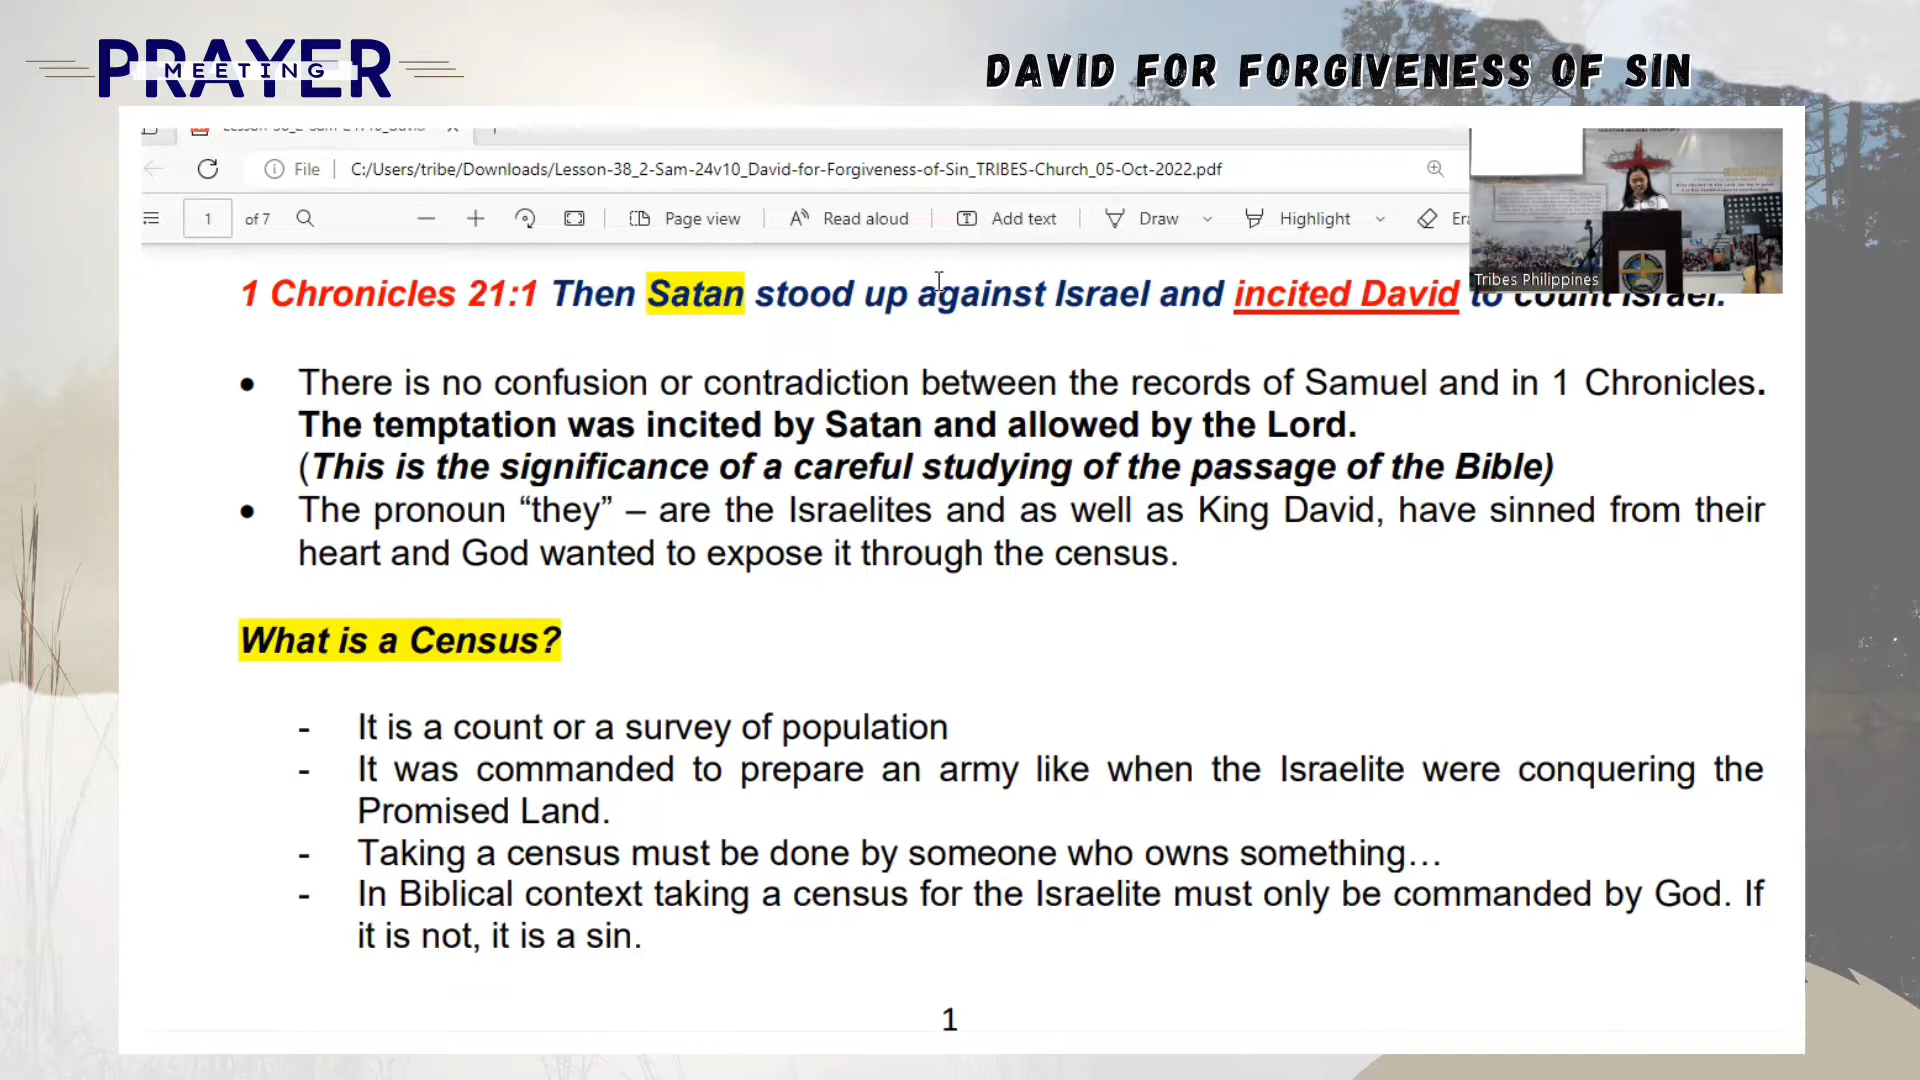 PRAYER
MEETING
DAVID FOR FORGIVENESS OF SIN
File
C:/Users/tribe/Downloads/Lesson-38_2-Sam-24v10_David-for-Forgiveness-of-Sin_TRIBES-Church_05-Oct-2022.pdf
1 of 7
Page view
Read aloud
Add text
Draw
Highlight
Tribes Philippines
1 Chronicles 21:1 Then Satan stood up against Israel and incited David to count Israel.
• There is no confusion or contradiction between the records of Samuel and in 1 Chronicles.
The temptation was incited by Satan and allowed by the Lord.
(This is the significance of a careful studying of the passage of the Bible)
• The pronoun “they” – are the Israelites and as well as King David, have sinned from their
heart and God wanted to expose it through the census.
What is a Census?
- It is a count or a survey of population
- It was commanded to prepare an army like when the Israelite were conquering the
Promised Land.
- Taking a census must be done by someone who owns something…
- In Biblical context taking a census for the Israelite must only be commanded by God. If
it is not, it is a sin.
1